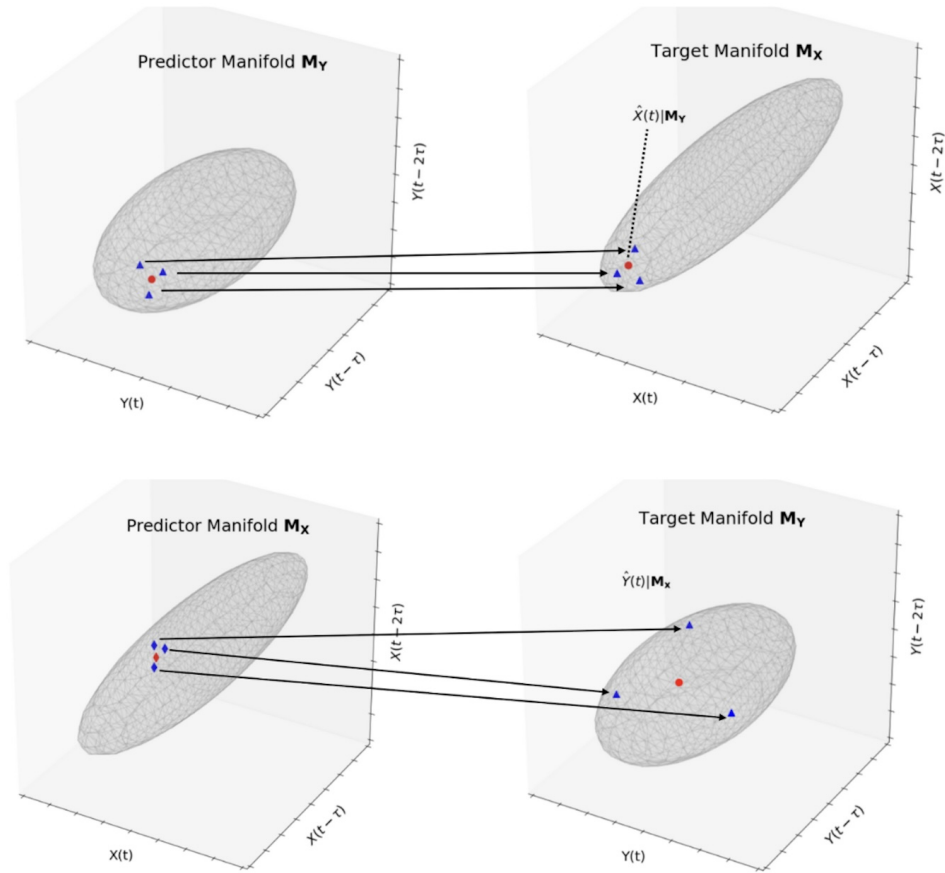 Predictor Manifold M_Y
Target Manifold M_X
X̂(t)|M_Y
Y(t − 2τ)
X(t − 2τ)
Y(t − τ)
X(t − τ)
Y(t)
X(t)
Predictor Manifold M_X
Target Manifold M_Y
Ŷ(t)|M_x
X(t − 2τ)
Y(t − 2τ)
X(t − τ)
Y(t − τ)
X(t)
Y(t)